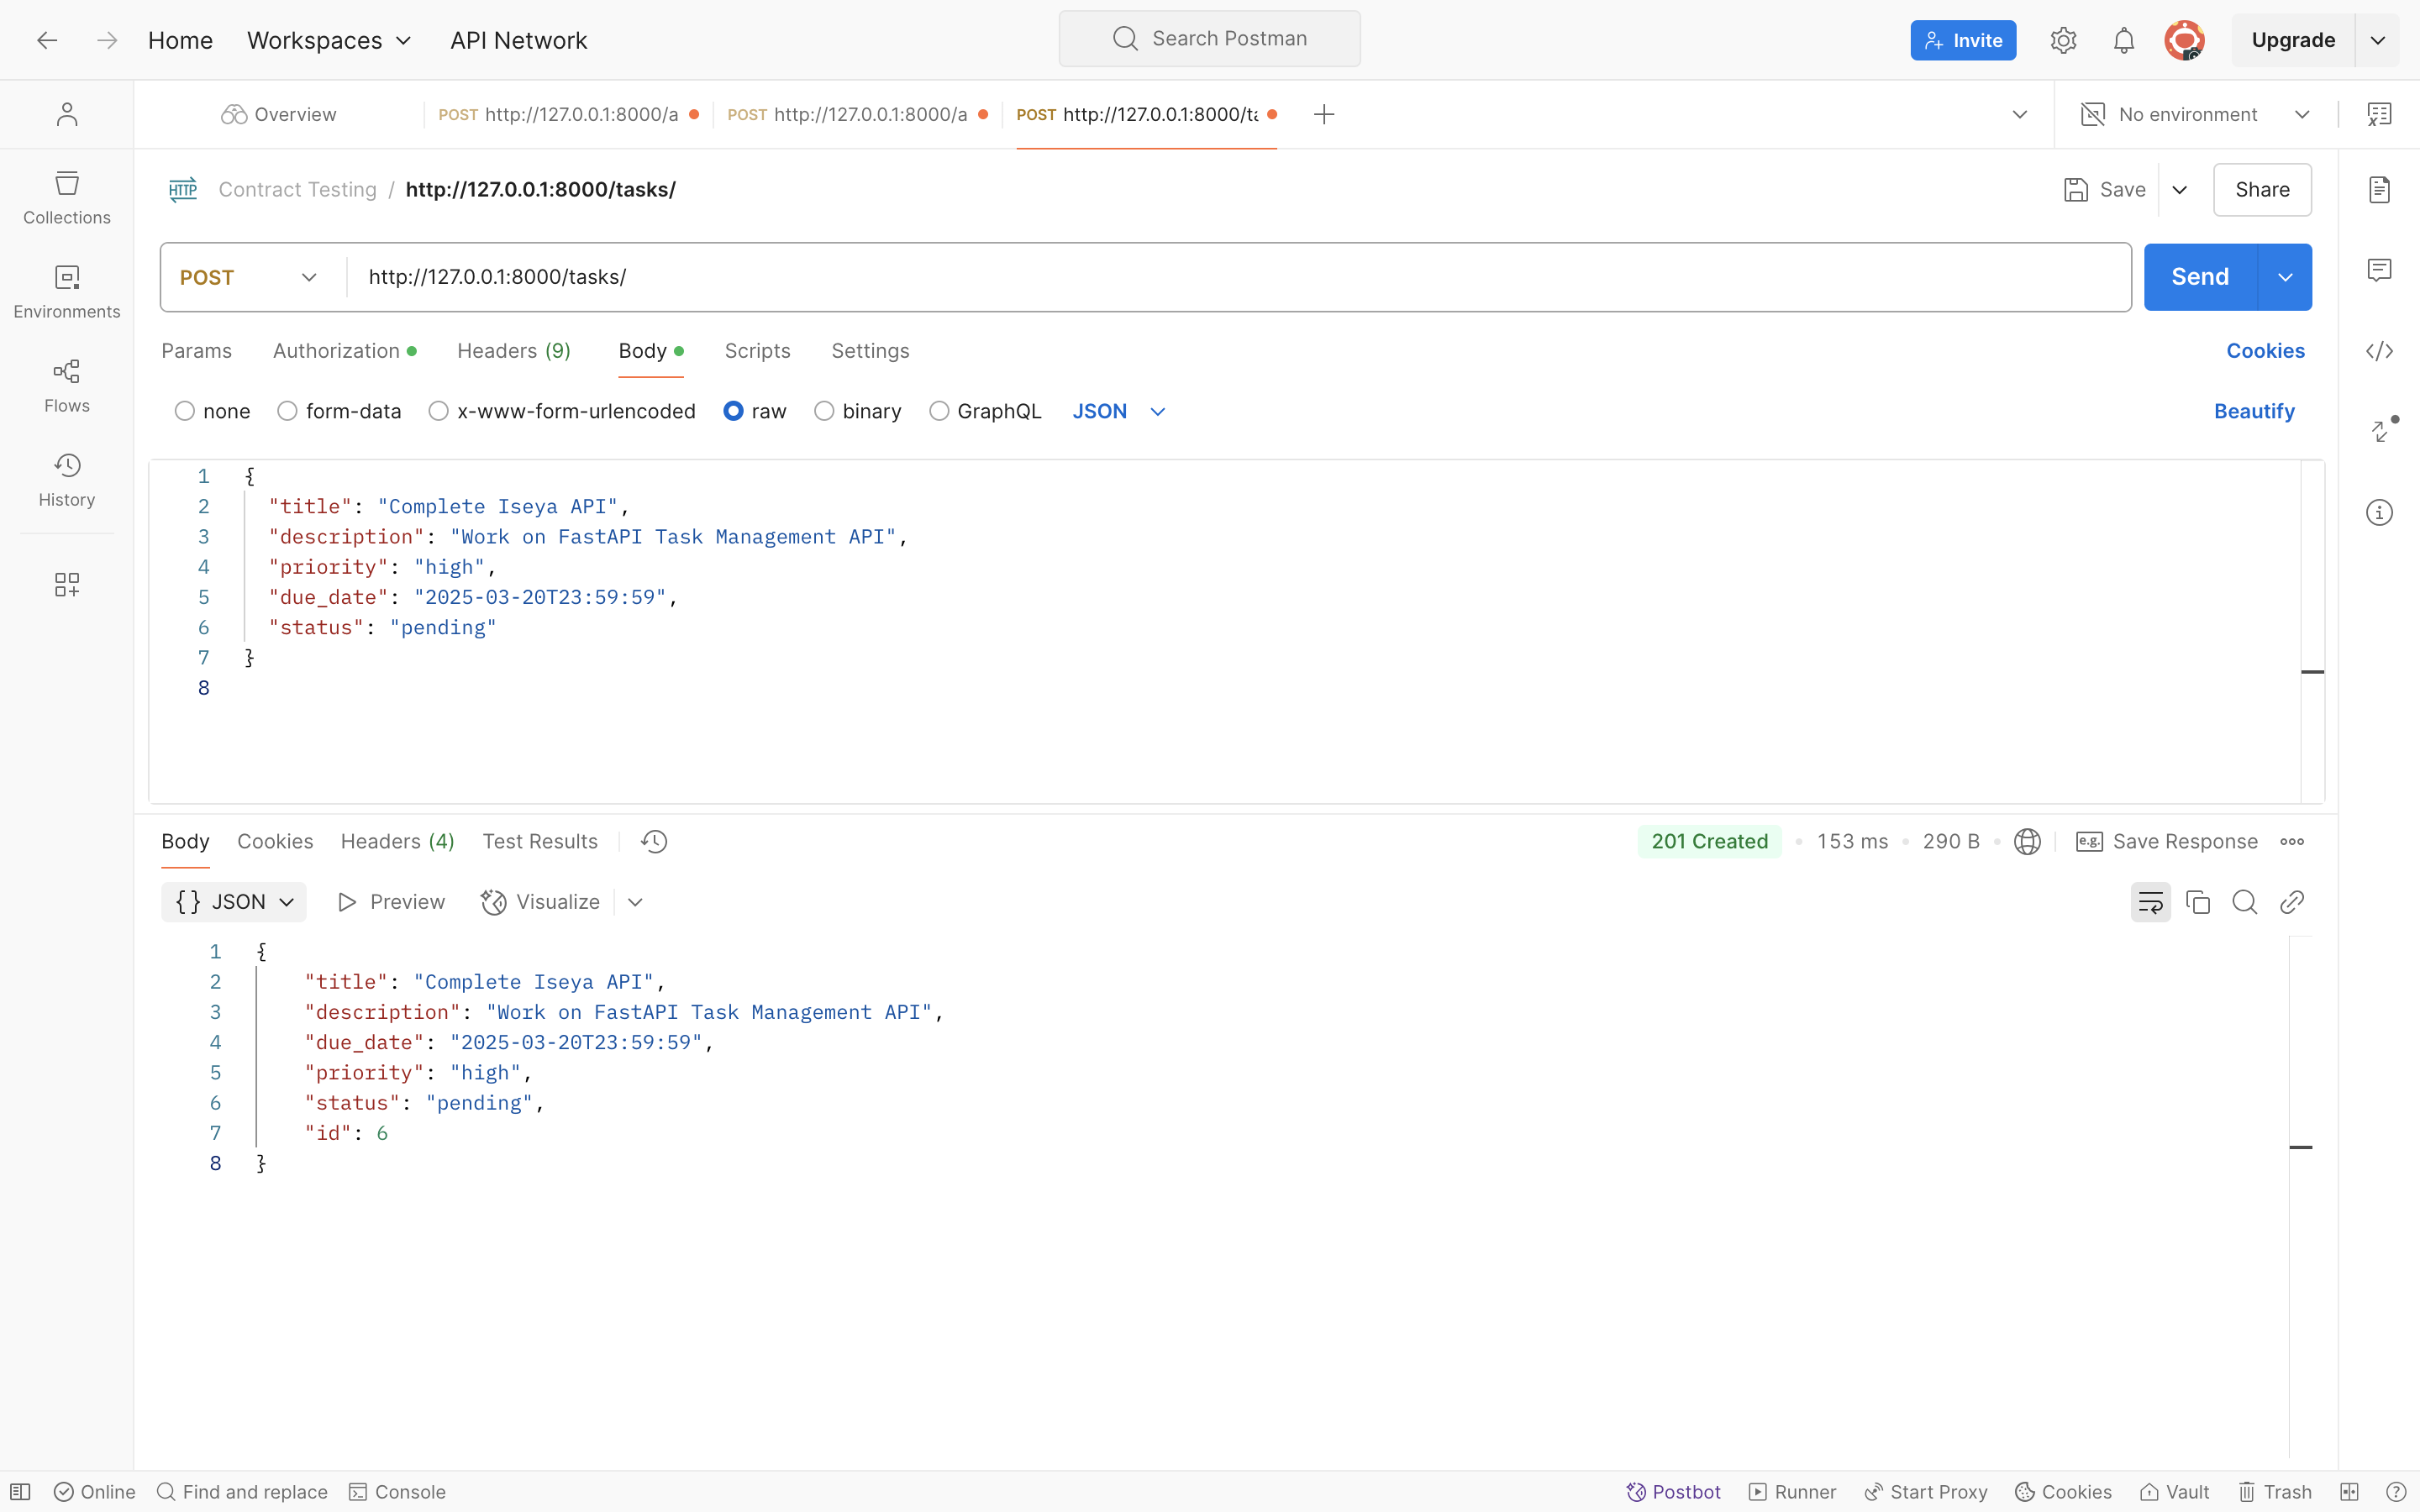 Home Workspaces API Network Search Postman Invite Upgrade
Overview POST http://127.0.0.1:8000/a POST http://127.0.0.1:8000/a POST http://127.0.0.1:8000/ta No environment
HTTP Contract Testing / http://127.0.0.1:8000/tasks/ Save Share
Collections
POST http://127.0.0.1:8000/tasks/ Send
Environments
Params Authorization Headers (9) Body Scripts Settings Cookies
Flows
none form-data x-www-form-urlencoded raw binary GraphQL JSON Beautify
History
1 {
2 "title": "Complete Iseya API",
3 "description": "Work on FastAPI Task Management API",
4 "priority": "high",
5 "due_date": "2025-03-20T23:59:59",
6 "status": "pending"
7 }
8
Body Cookies Headers (4) Test Results 201 Created 153 ms 290 B e.g. Save Response
{} JSON Preview Visualize
1 {
2 "title": "Complete Iseya API",
3 "description": "Work on FastAPI Task Management API",
4 "due_date": "2025-03-20T23:59:59",
5 "priority": "high",
6 "status": "pending",
7 "id": 6
8 }
Online Find and replace Console Postbot Runner Start Proxy Cookies Vault Trash